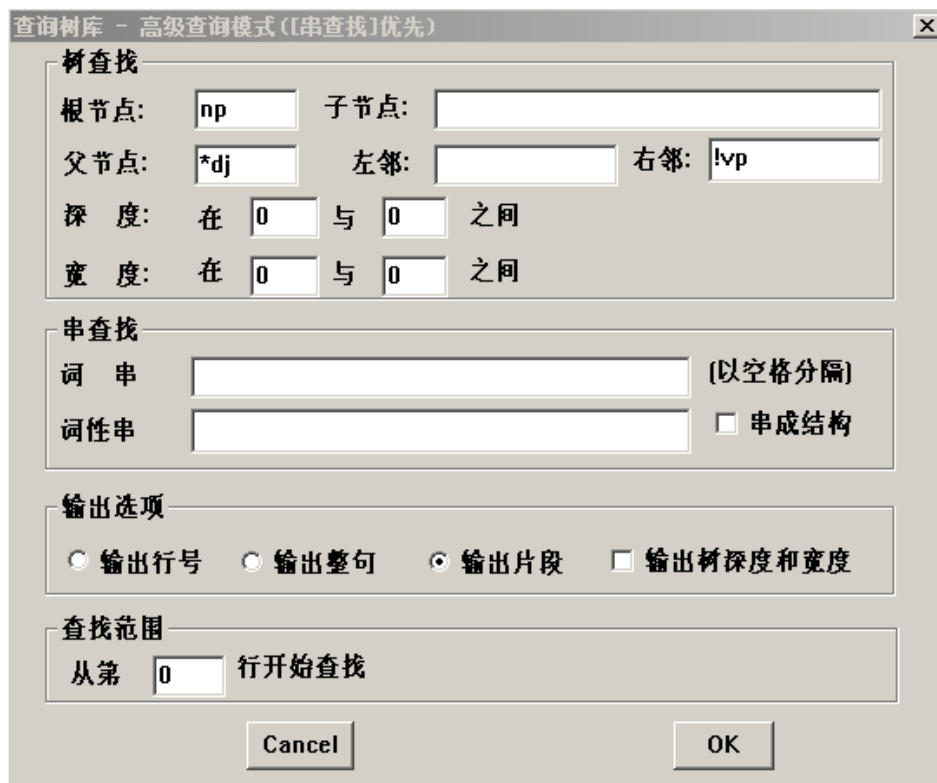 查询树库 - 高级查询模式([串查找]优先)
树查找
根节点: np 子节点:
父节点: *dj 左邻: 右邻: !vp
深 度: 在 0 与 0 之间
宽 度: 在 0 与 0 之间
串查找
词 串 (以空格分隔)
词性串 串成结构
输出选项
输出行号 输出整句 输出片段 输出树深度和宽度
查找范围
从第 0 行开始查找
Cancel OK